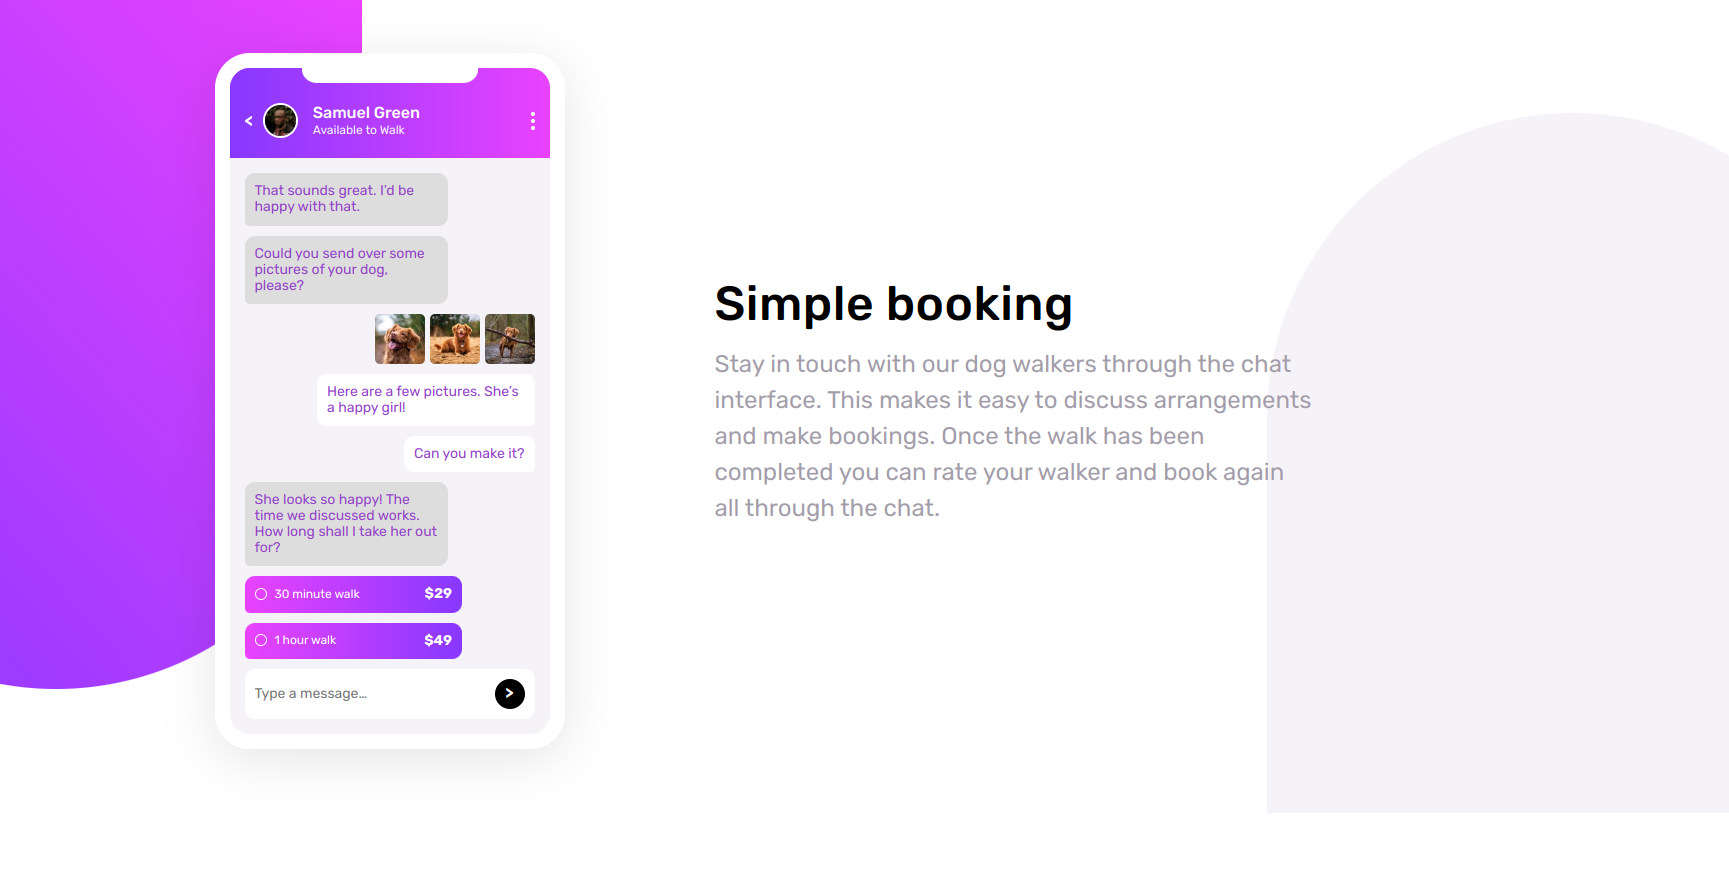 <
Samuel Green
Available to Walk
That sounds great. I’d be
happy with that.
Could you send over some
pictures of your dog,
please?
Here are a few pictures. She’s
a happy girl!
Can you make it?
She looks so happy! The
time we discussed works.
How long shall I take her out
for?
30 minute walk $29
1 hour walk $49
Type a message…
>
Simple booking
Stay in touch with our dog walkers through the chat
interface. This makes it easy to discuss arrangements
and make bookings. Once the walk has been
completed you can rate your walker and book again
all through the chat.